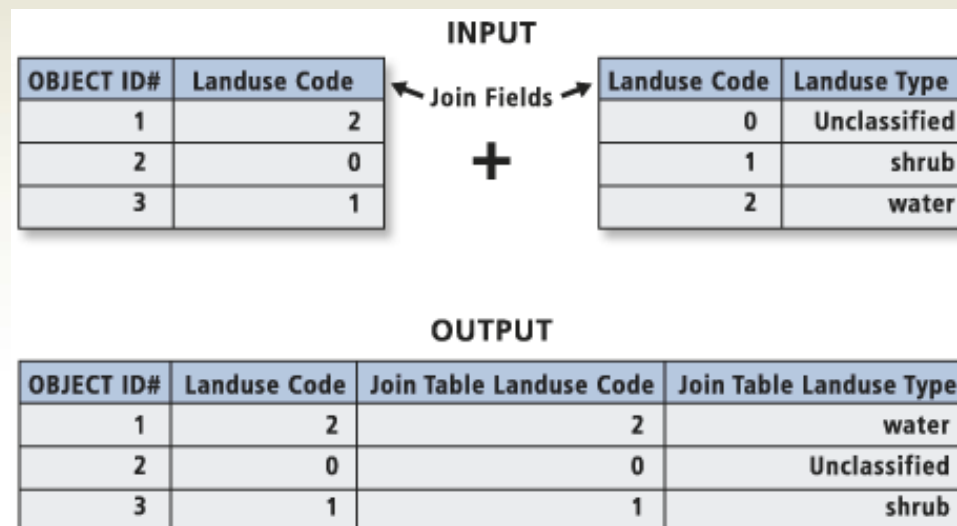 INPUT
OBJECT ID# Landuse Code
1 2
2 0
3 1
Join Fields
+
Landuse Code Landuse Type
0 Unclassified
1 shrub
2 water
OUTPUT
OBJECT ID# Landuse Code Join Table Landuse Code Join Table Landuse Type
1 2 2 water
2 0 0 Unclassified
3 1 1 shrub